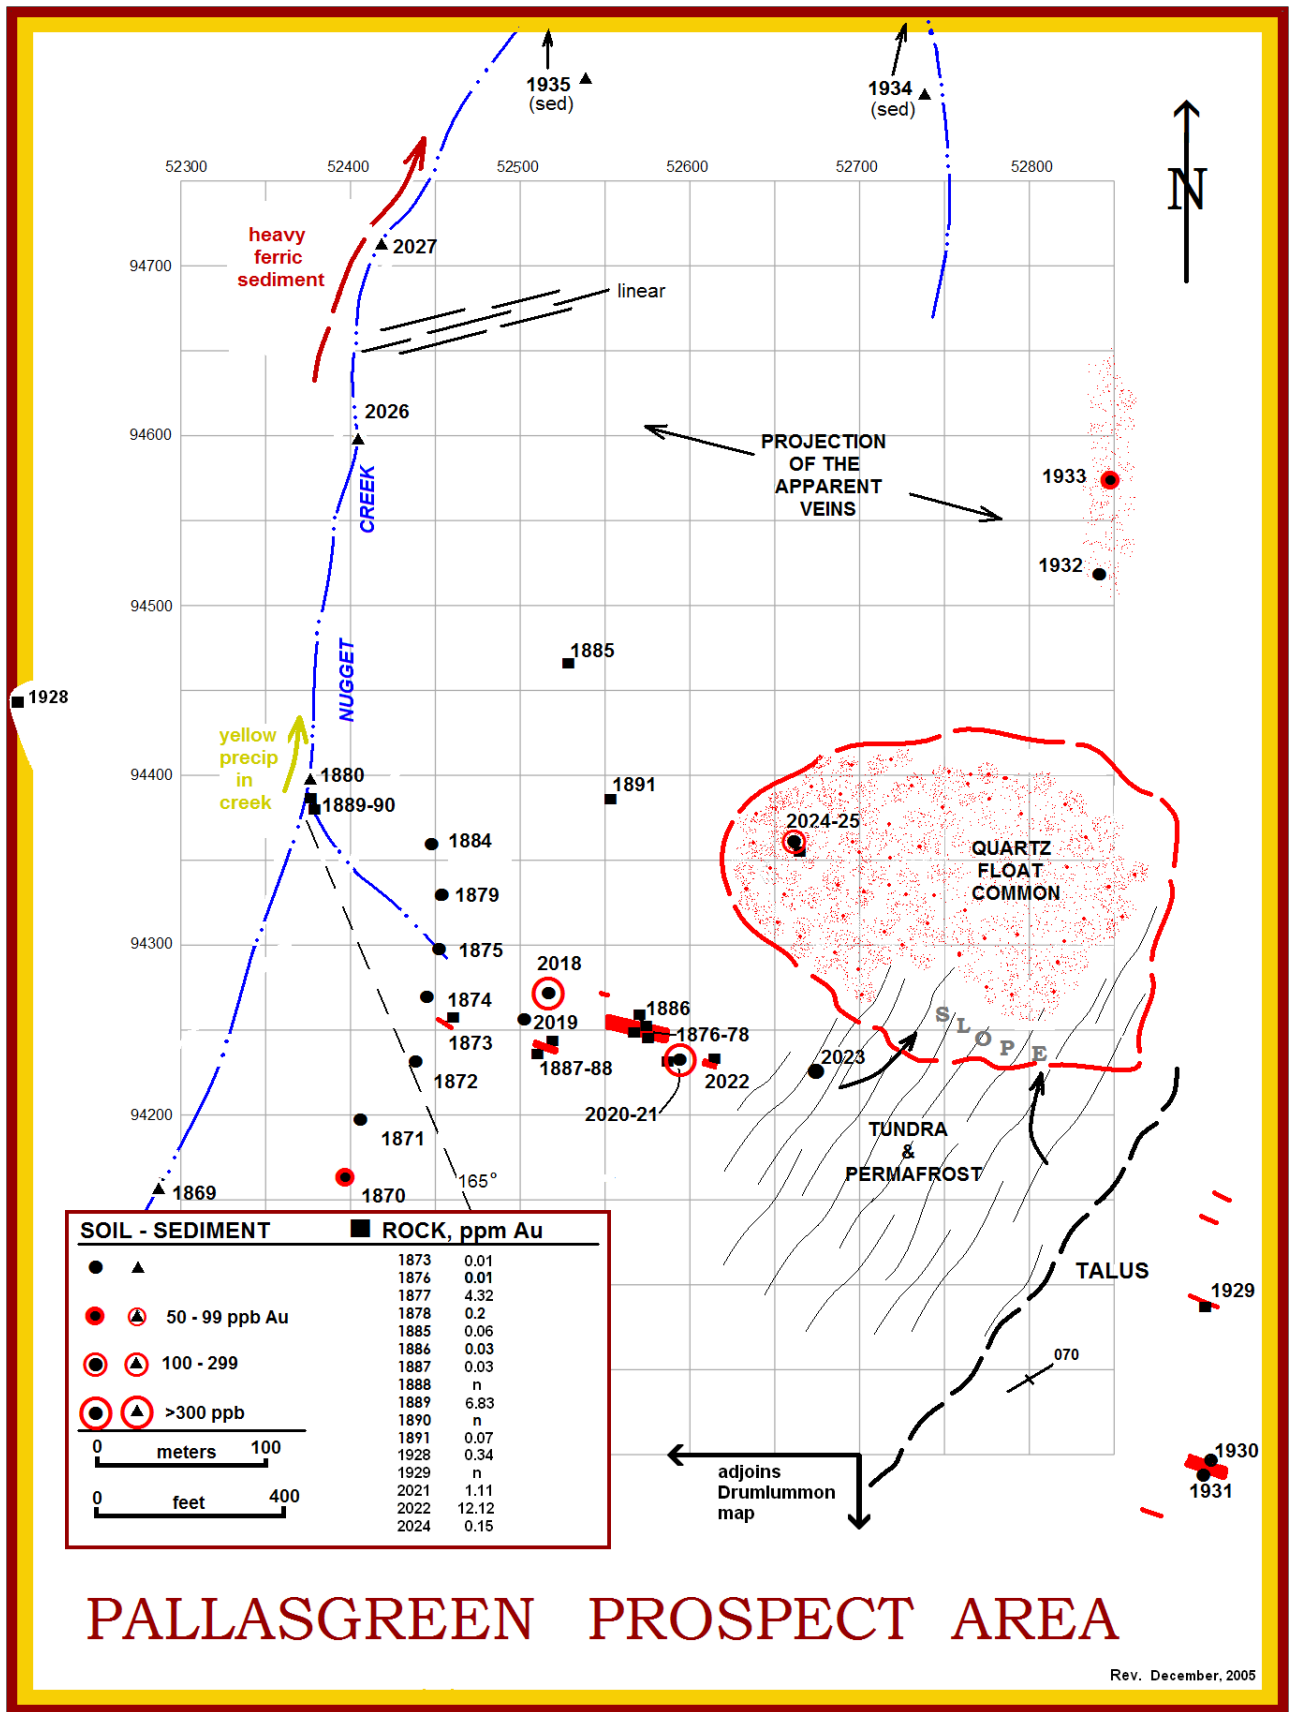 1935
(sed)
1934
(sed)
52300
52400
52500
52600
52700
52800
N
heavy
ferric
sediment
2027
94700
linear
2026
94600
CREEK
PROJECTION
OF THE
APPARENT
VEINS
1933
1932
94500
1885
NUGGET
1928
yellow
precip
in
creek
94400
1880
1889-90
1891
2024-25
QUARTZ
FLOAT
COMMON
1884
1879
94300
1875
2018
1874
1886
SLOPE
2019
1873
1876-78
1887-88
2023
1872
2022
2020-21
94200
1871
TUNDRA
&
PERMAFROST
165°
1869
1870
SOIL - SEDIMENT
50 - 99 ppb Au
100 - 299
>300 ppb
0 meters 100
0 feet 400
ROCK, ppm Au
1873 0.01
1876 0.01
1877 4.32
1878 0.2
1885 0.06
1886 0.03
1887 0.03
1888 n
1889 6.83
1890 n
1891 0.07
1928 0.34
1929 n
2021 1.11
2022 12.12
2024 0.15
TALUS
1929
070
1930
1931
adjoins
Drumlummon
map
PALLASGREEN PROSPECT AREA
Rev. December, 2005